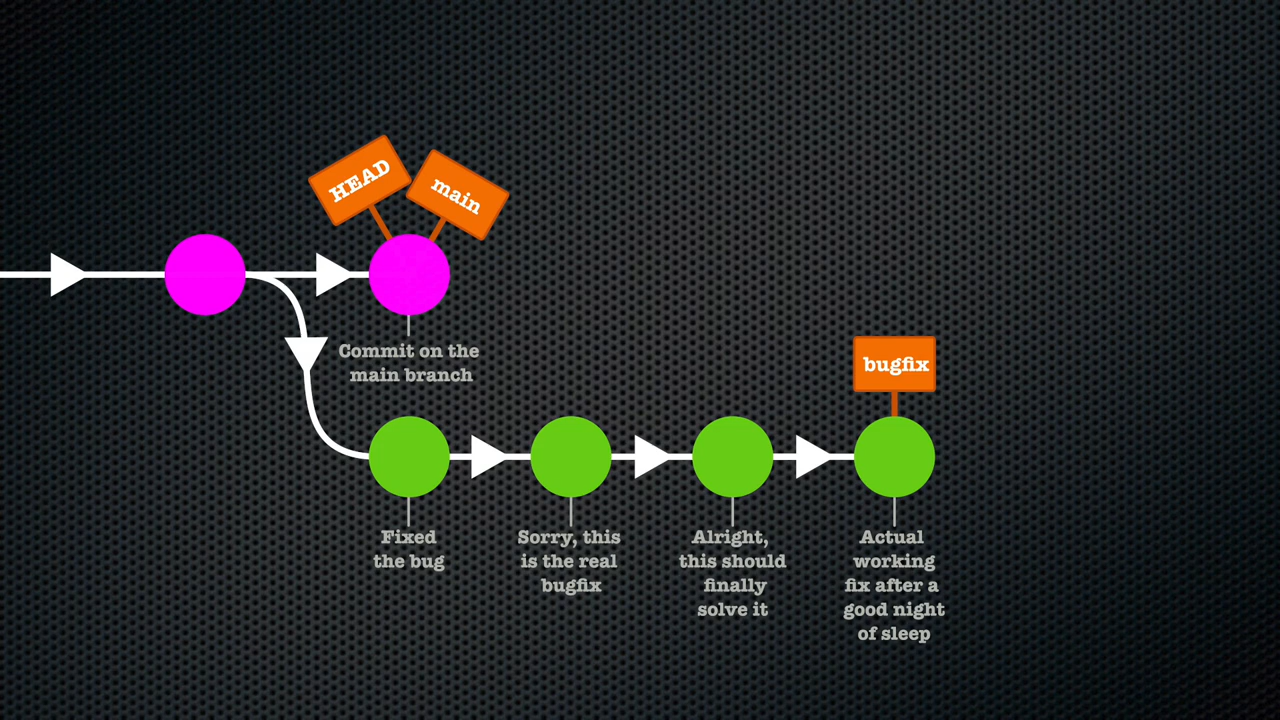 HEAD
main
Commit on the
main branch
bugfix
Fixed
the bug
Sorry, this
is the real
bugfix
Alright,
this should
finally
solve it
Actual
working
fix after a
good night
of sleep